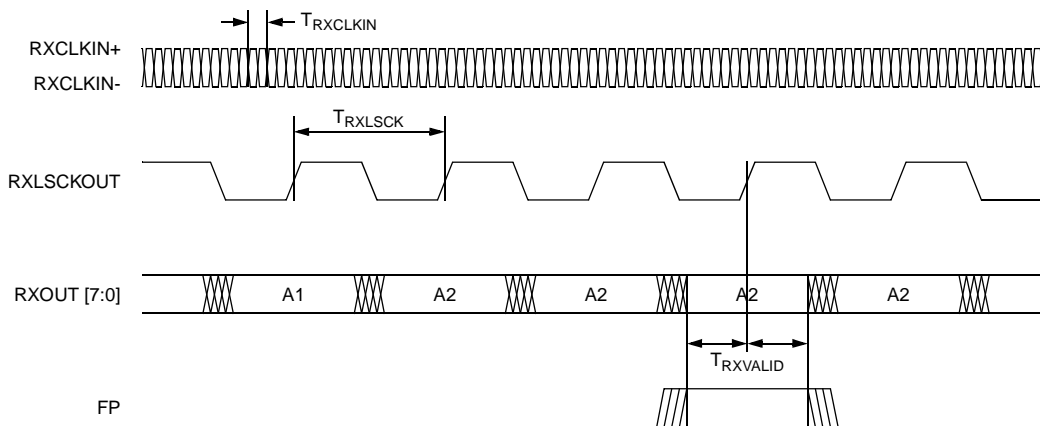 TRXCLKIN
RXCLKIN+
RXCLKIN-
TRXLSCK
RXLSCKOUT
RXOUT [7:0] A1 A2 A2 A2 A2
TRXVALID
FP